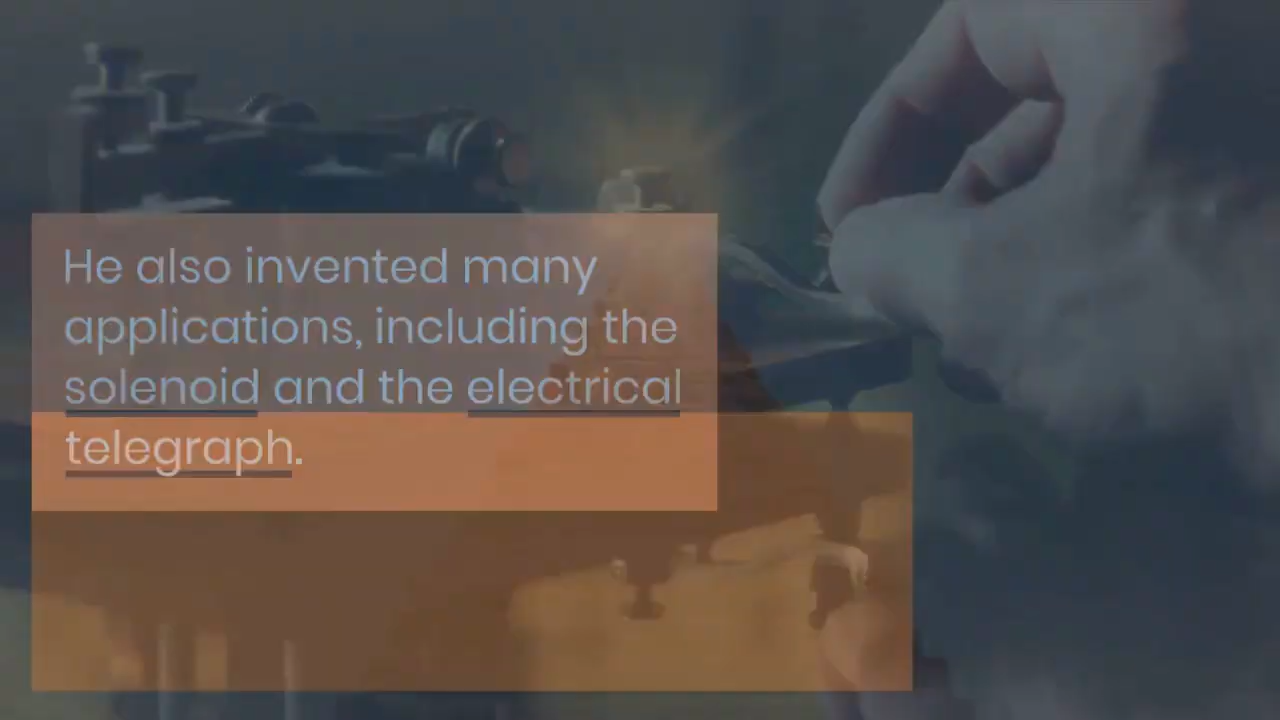 He also invented many
applications, including the
solenoid and the electrical
telegraph.